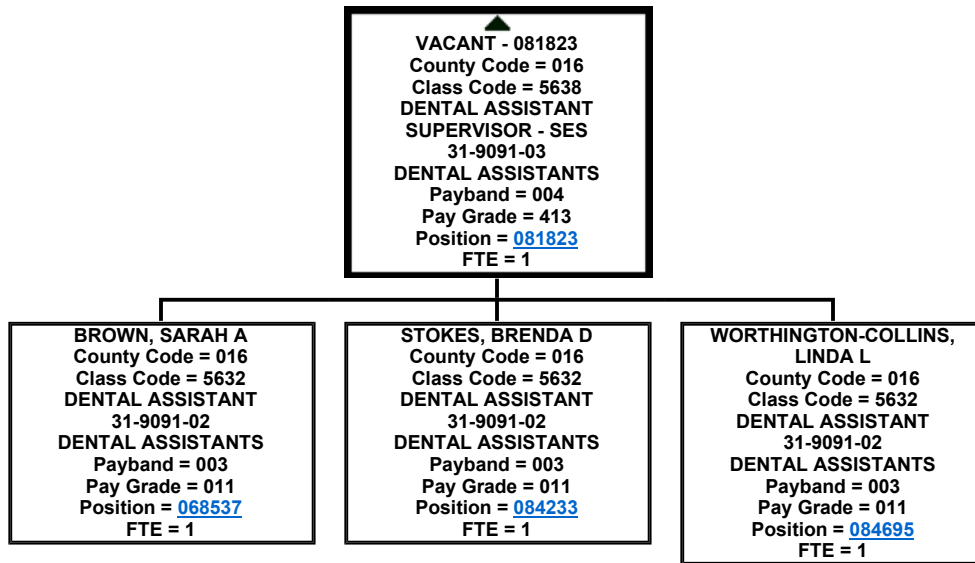 VACANT - 081823
County Code = 016
Class Code = 5638
DENTAL ASSISTANT
SUPERVISOR - SES
31-9091-03
DENTAL ASSISTANTS
Payband = 004
Pay Grade = 413
Position = 081823
FTE = 1
BROWN, SARAH A
County Code = 016
Class Code = 5632
DENTAL ASSISTANT
31-9091-02
DENTAL ASSISTANTS
Payband = 003
Pay Grade = 011
Position = 068537
FTE = 1
STOKES, BRENDA D
County Code = 016
Class Code = 5632
DENTAL ASSISTANT
31-9091-02
DENTAL ASSISTANTS
Payband = 003
Pay Grade = 011
Position = 084233
FTE = 1
WORTHINGTON-COLLINS,
LINDA L
County Code = 016
Class Code = 5632
DENTAL ASSISTANT
31-9091-02
DENTAL ASSISTANTS
Payband = 003
Pay Grade = 011
Position = 084695
FTE = 1